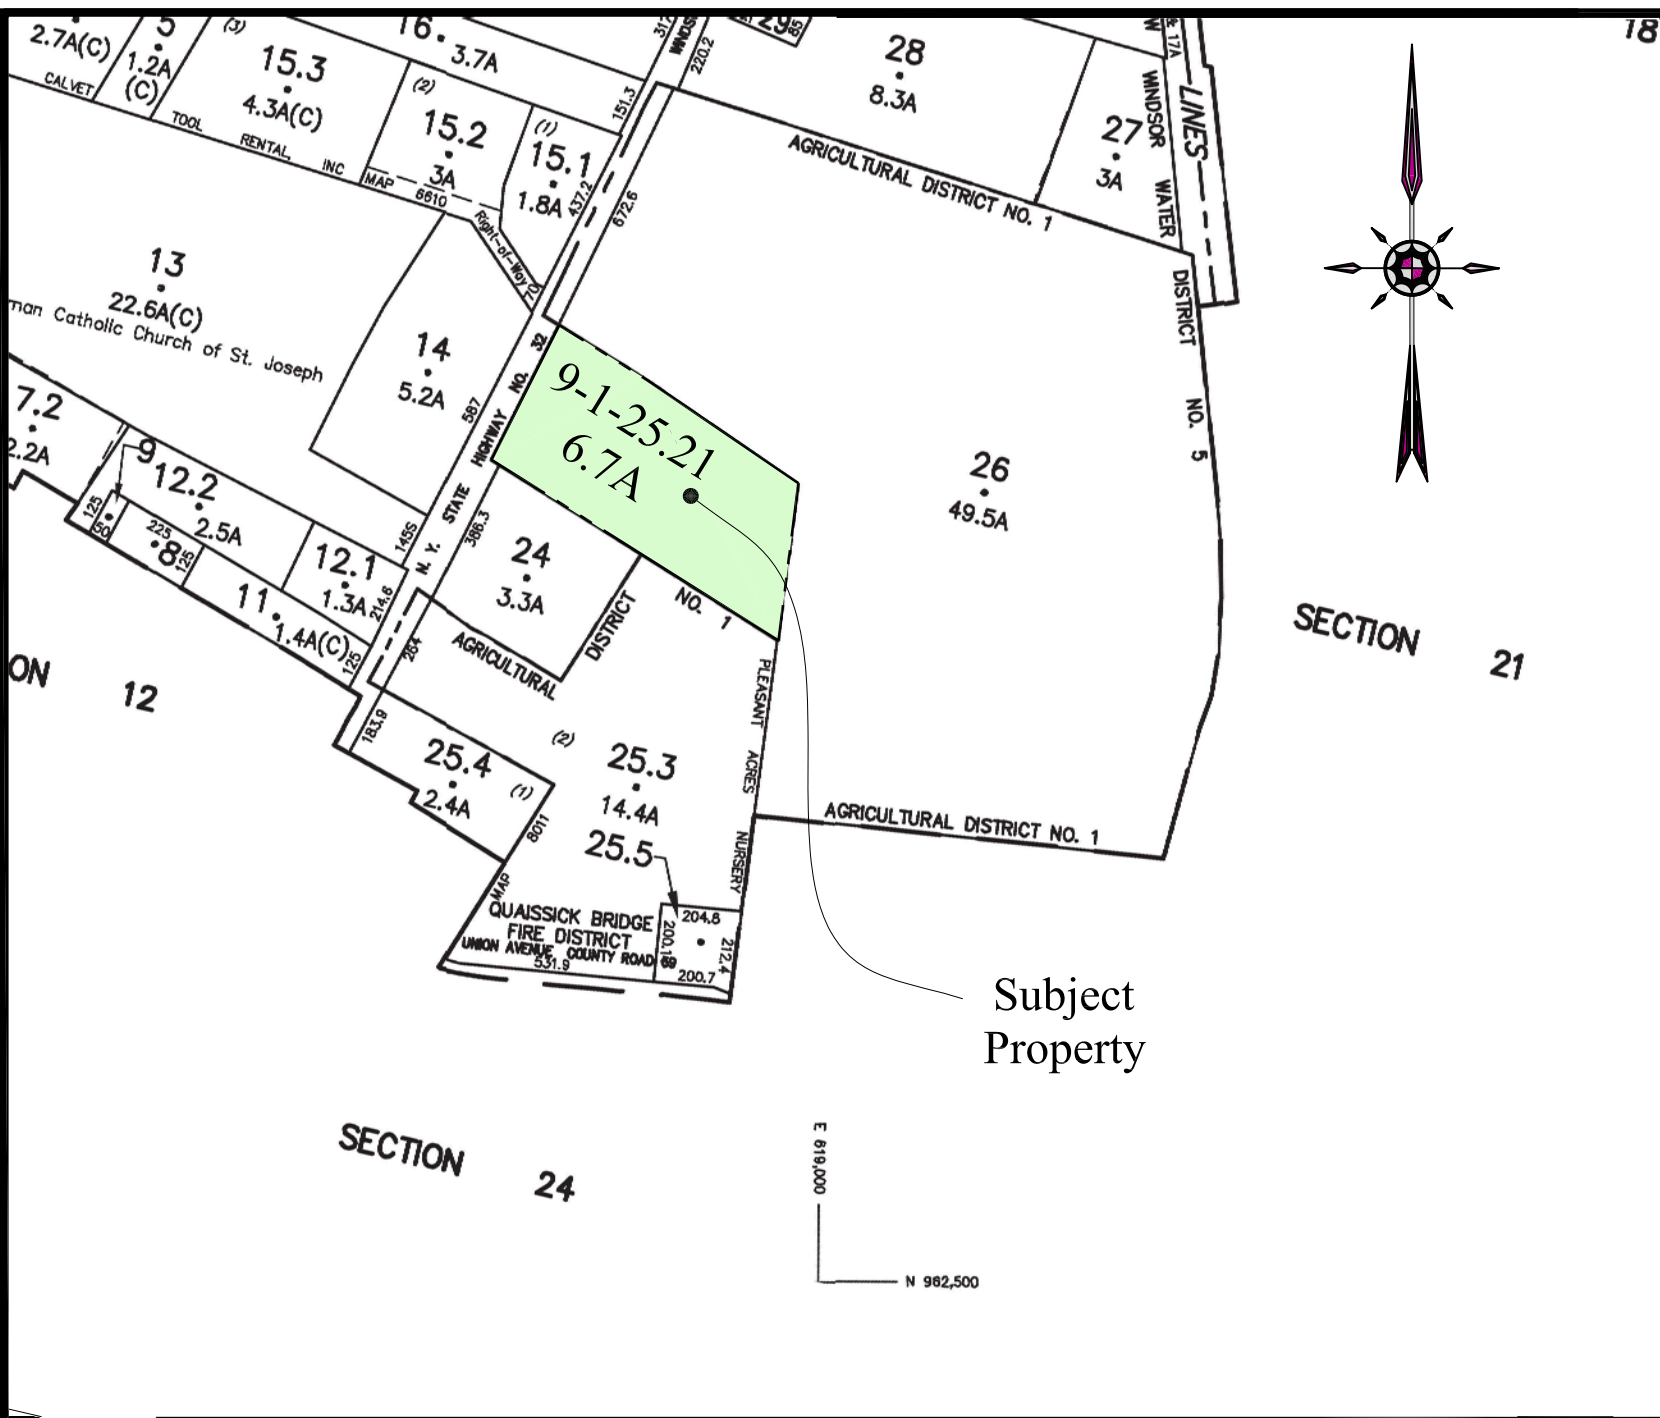 2.7A(C)
5
1.2A
(C)
(3)
15.3
4.3A(C)
16
3.7A
(2)
15.2
3A
(1)
15.1
1.8A
CALVET
TOOL
RENTAL
INC
MAP
6610
Right-of-Way
70
151.3
437.2
220.2
672.6
29
85
28
8.3A
27
3A
& 17A
LINES
18
AGRICULTURAL DISTRICT NO. 1
WINDSOR
WATER
DISTRICT
NO.
5
13
22.6A(C)
man Catholic Church of St. Joseph
14
5.2A
587
N. Y. STATE HIGHWAY NO. 32
9-1-25.21
6.7A
26
49.5A
7.2
2.2A
9
12.2
2.5A
125
50
225
8
125
12.1
1.3A
145S
214.6
11
1.4A(C)
125
386.3
24
3.3A
264
AGRICULTURAL
DISTRICT
NO. 1
SECTION 21
ON 12
183.9
25.4
2.4A
(1)
(2)
25.3
14.4A
25.5
MAP
8011
PLEASANT
ACRES
NURSERY
AGRICULTURAL DISTRICT NO. 1
QUAISSICK BRIDGE
FIRE DISTRICT
UNION AVENUE COUNTY ROAD 69
531.9
204.8
212.4
200.7
Subject
Property
SECTION 24
E 619,000
N 962,500